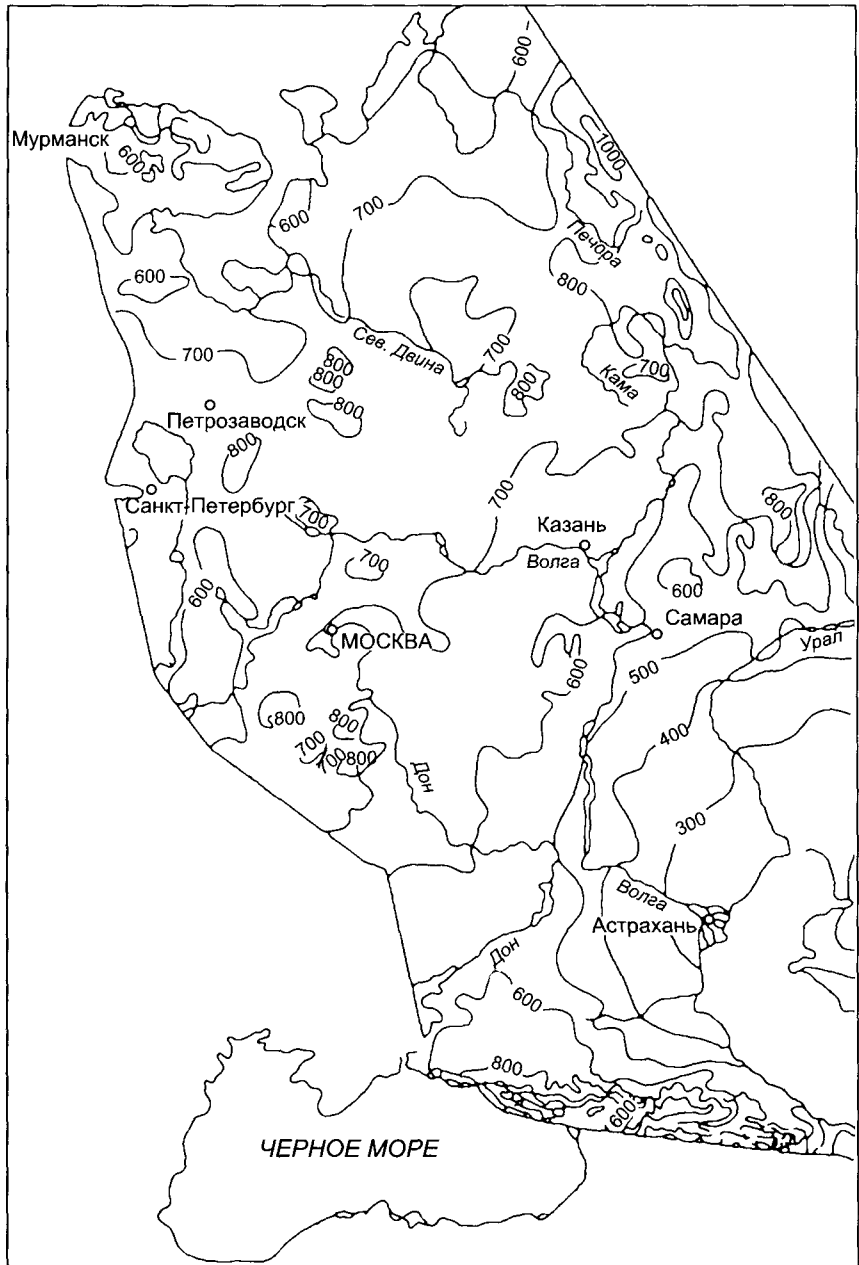 600
Мурманск
600
1000
600
700
Печора
600
800
700
Сев. Двина
700
800
800
800
800
Кама
700
Петрозаводск
800
Санкт-Петербург
700
700
800
Казань
Волга
700
600
600
МОСКВА
Самара
Урал
600
500
800
800
700
700
800
400
Дон
300
Волга
Астрахань
Дон
600
800
600
ЧЕРНОЕ МОРЕ